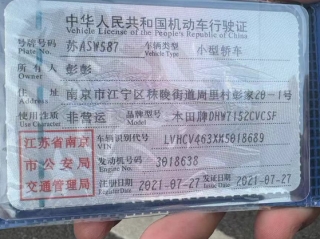 中华人民共和国机动车行驶证
Vehicle License of the People's Republic of China
号牌号码 苏A5W587 车辆类型 小型轿车
Plate No. Vehicle Type
所有人 彭彭
Owner
住址 南京市江宁区秣陵街道周里村彭家20-1号
Address
使用性质 非营运 品牌型号 本田牌DHW7152CVCSF
Use Character Model
江苏省南京
市公安局
交通管理局
车辆识别代号 LVHCV463XM5018689
VIN
发动机号码 3018638
Engine No.
注册日期 2021-07-27 发证日期 2021-07-27
Register Date Issue Date